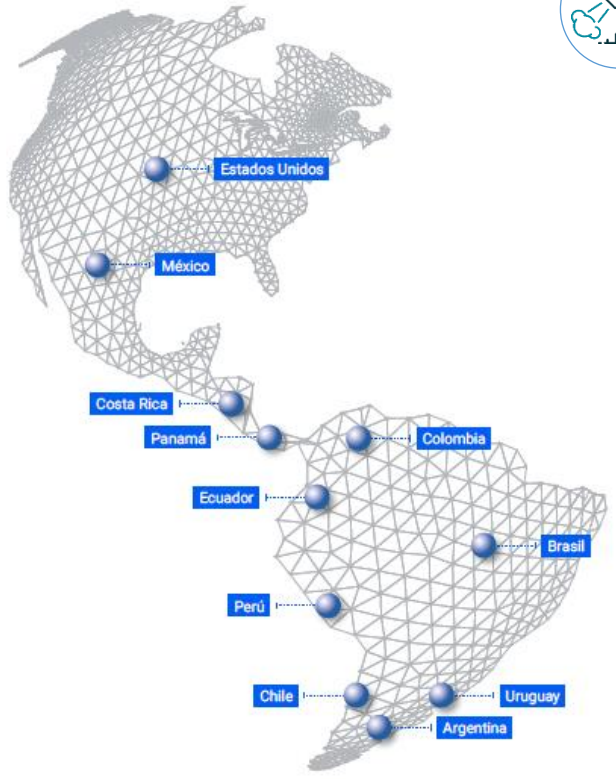 Estados Unidos
México
Costa Rica
Panamá
Colombia
Ecuador
Brasil
Perú
Chile
Uruguay
Argentina